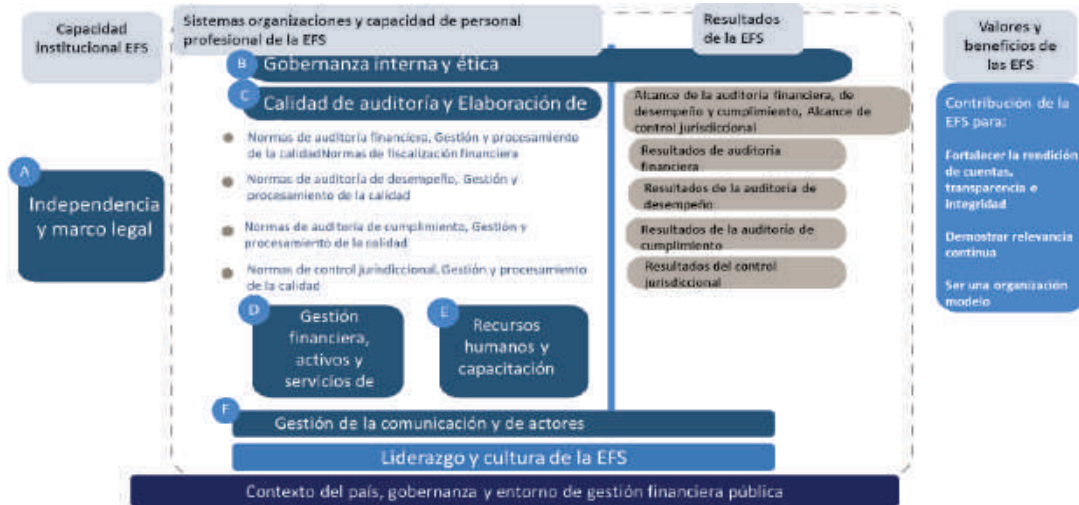 Capacidad
institucional EFS
Sistemas organizaciones y capacidad de personal
profesional de la EFS
Resultados
de la EFS
Valores y
beneficios de
las EFS
A
Independencia
y marco legal
B
Gobernanza interna y ética
C
Calidad de auditoría y Elaboración de
Normas de auditoría financiera, Gestión y procesamiento
de la calidadNormas de fiscalización financiera
Normas de auditoría de desempeño, Gestión y
procesamiento de la calidad
Normas de auditoría de cumplimiento, Gestión y
procesamiento de la calidad
Normas de control jurisdiccional, Gestión y procesamiento
de la calidad
Alcance de la auditoría financiera, de
desempeño y cumplimiento, Alcance de
control jurisdiccional
Resultados de auditoría
financiera
Resultados de la auditoría de
desempeño
Resultados de la auditoría de
cumplimiento
Resultados del control
jurisdiccional
D
Gestión
financiera,
activos y
servicios de
E
Recursos
humanos y
capacitación
F
Gestión de la comunicación y de actores
Liderazgo y cultura de la EFS
Contexto del país, gobernanza y entorno de gestión financiera pública
Contribución de la
EFS para:
Fortalecer la rendición
de cuentas,
transparencia e
integridad
Demostrar relevancia
continua
Ser una organización
modelo